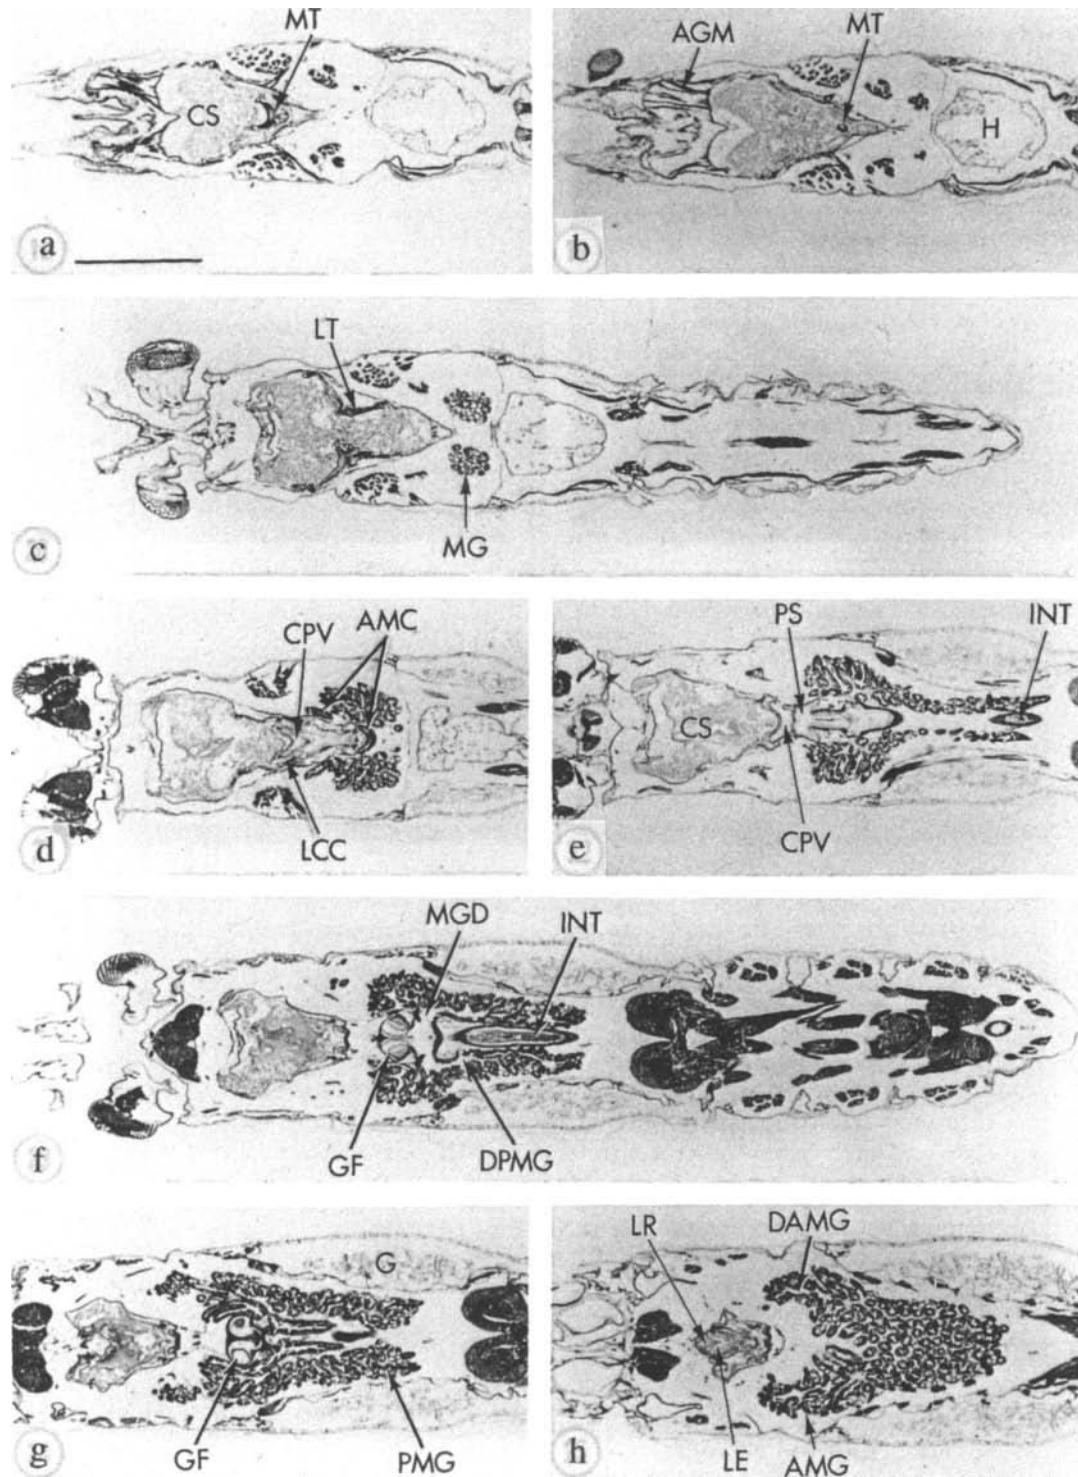 MT
CS
a
AGM
MT
H
b
LT
MG
c
CPV
AMC
LCC
d
PS
INT
CS
CPV
e
MGD
INT
GF
DPMG
f
G
GF
PMG
g
LR
DAMG
LE
AMG
h